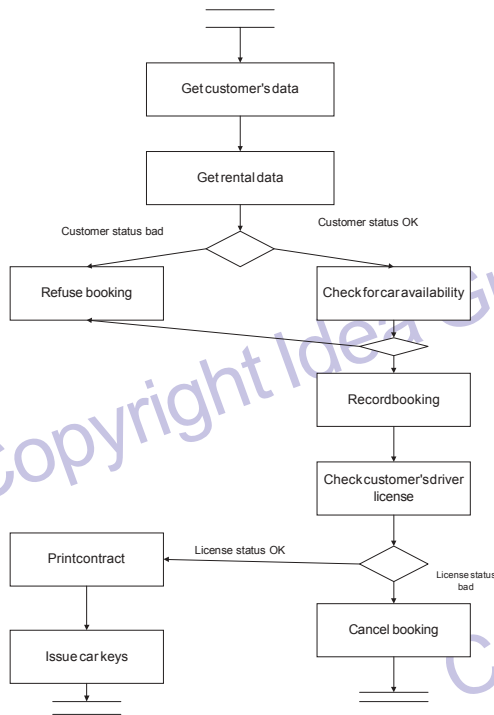 Get customer's data
Get rental data
Customer status bad
Customer status OK
Refuse booking
Check for car availability
Record booking
Check customer's driver
license
License status OK
License status
bad
Print contract
Cancel booking
Issue car keys
Copyright Idea Gr
C